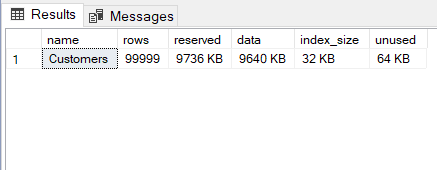 Results Messages
name rows reserved data index_size unused
1 Customers 99999 9736 KB 9640 KB 32 KB 64 KB